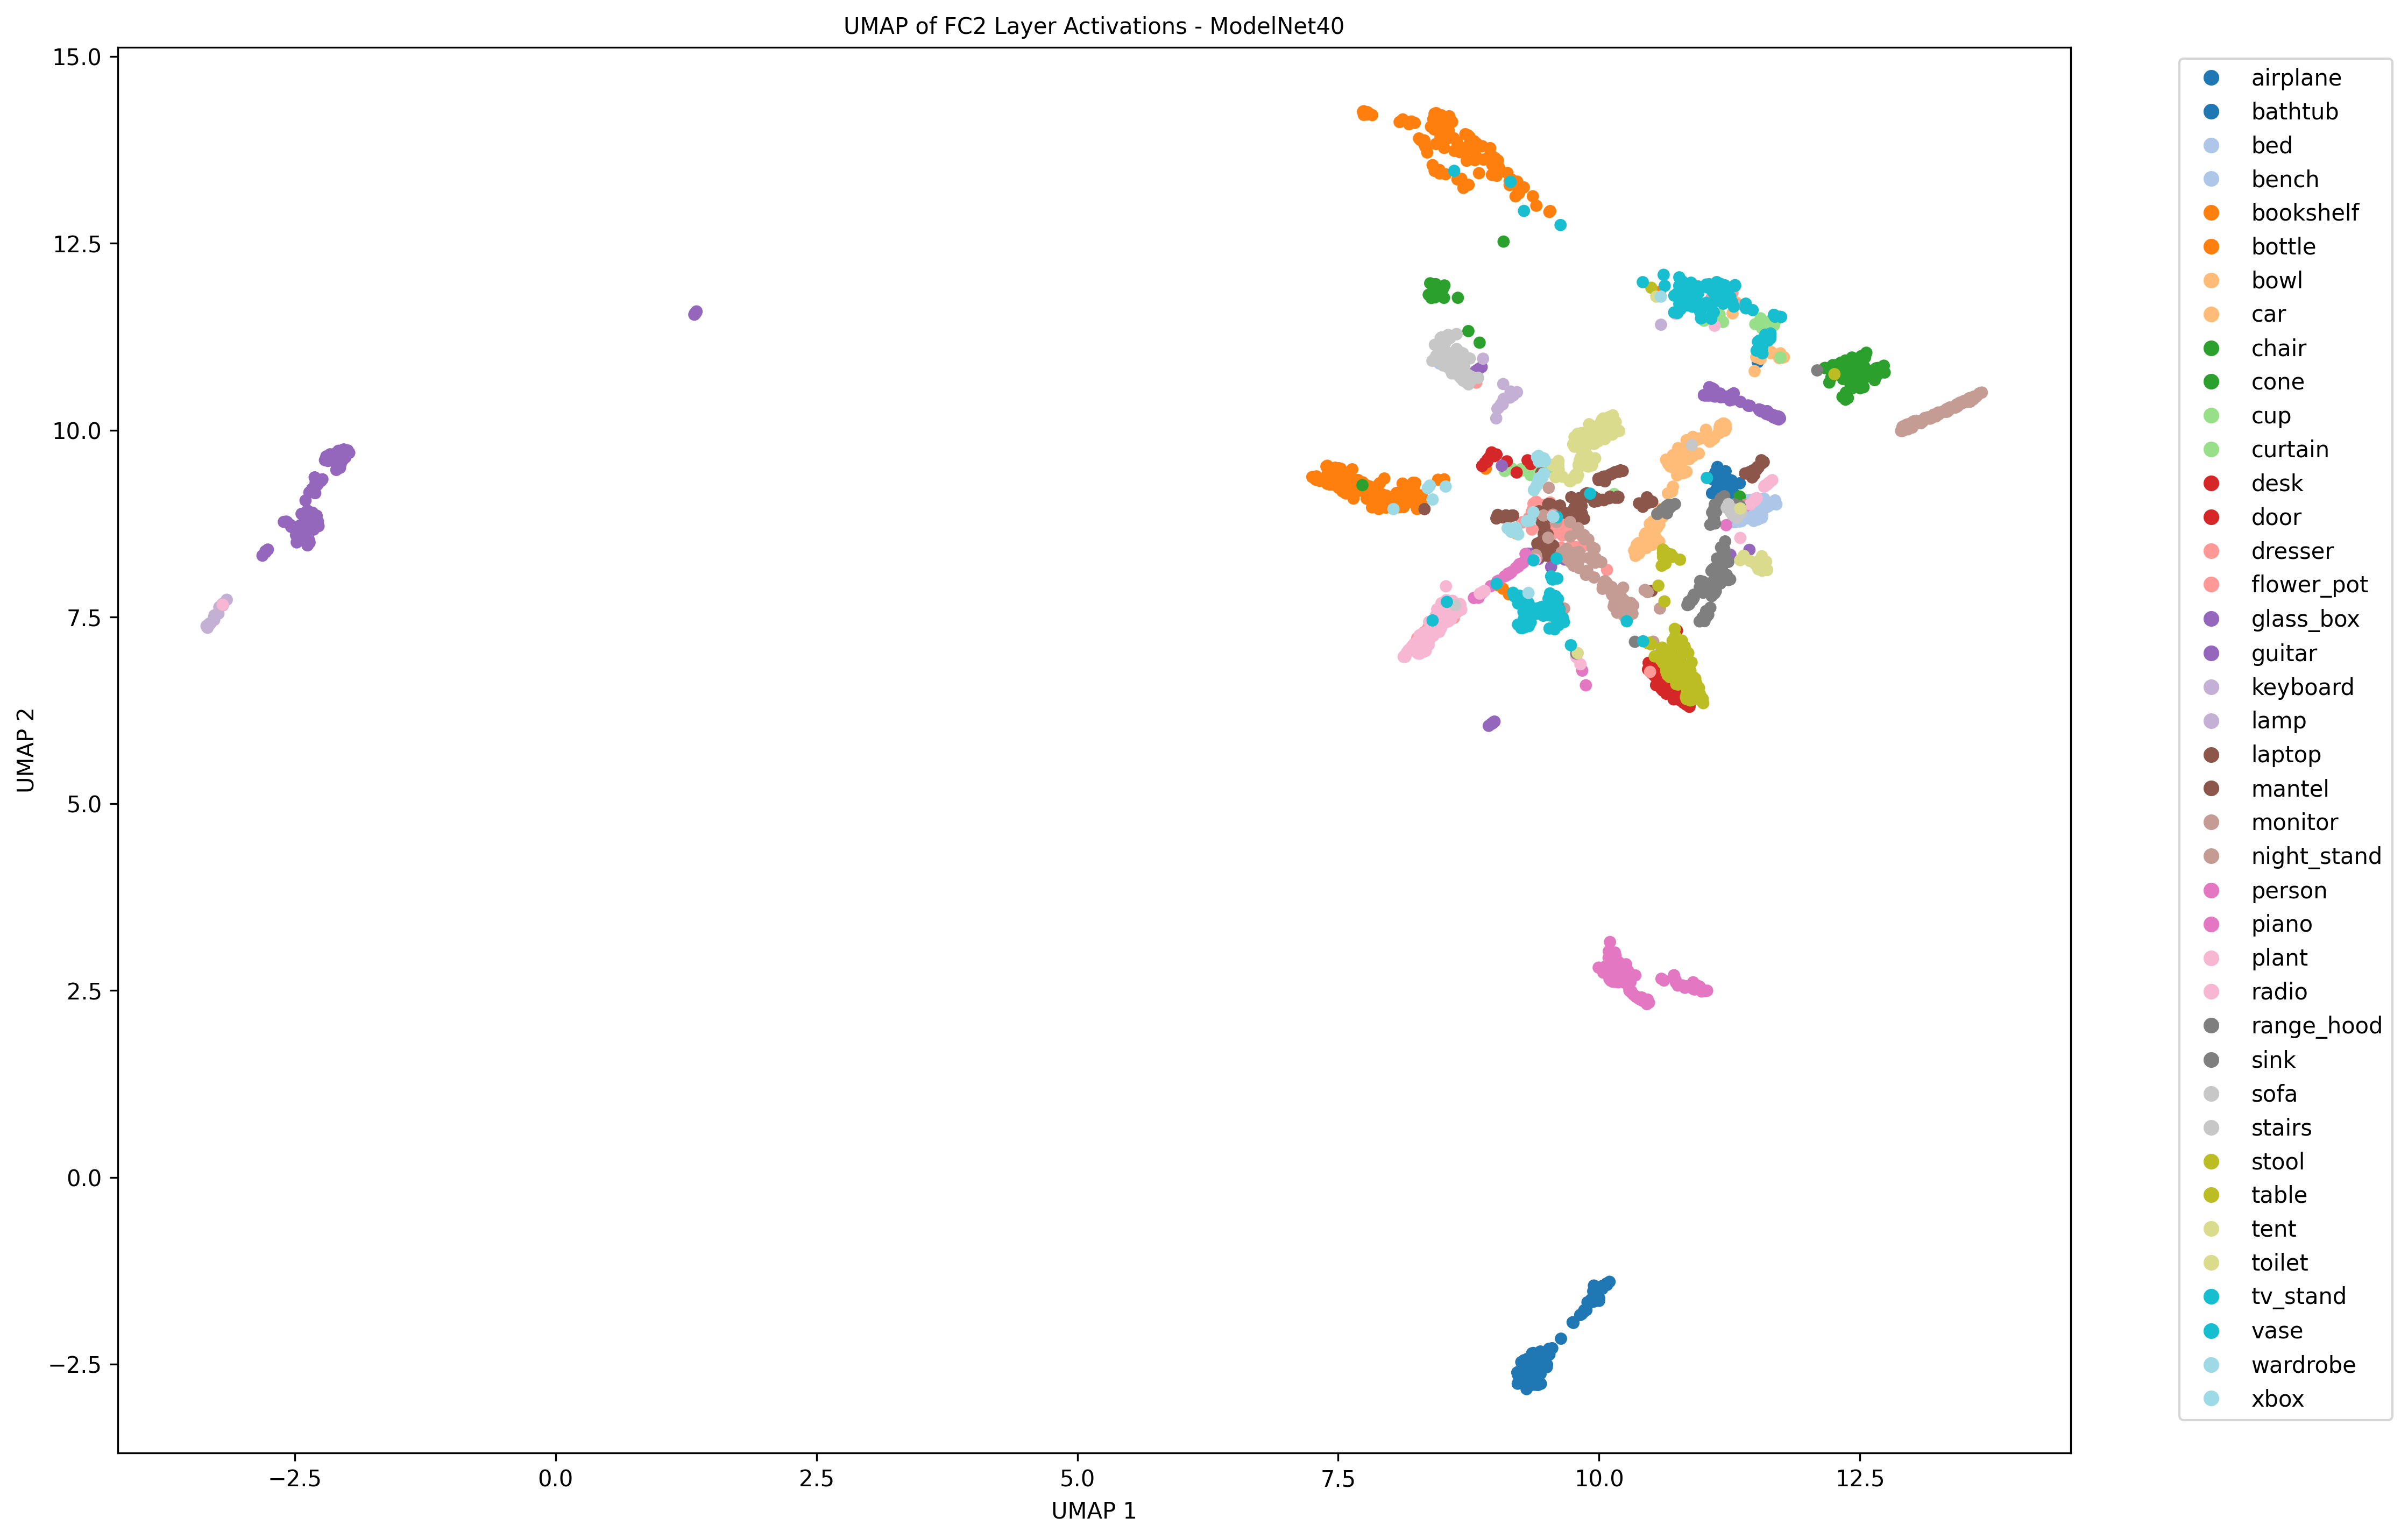 UMAP of FC2 Layer Activations - ModelNet40
15.0
12.5
10.0
7.5
5.0
2.5
0.0
−2.5
UMAP 2
−2.5
0.0
2.5
5.0
7.5
10.0
12.5
UMAP 1
airplane
bathtub
bed
bench
bookshelf
bottle
bowl
car
chair
cone
cup
curtain
desk
door
dresser
flower_pot
glass_box
guitar
keyboard
lamp
laptop
mantel
monitor
night_stand
person
piano
plant
radio
range_hood
sink
sofa
stairs
stool
table
tent
toilet
tv_stand
vase
wardrobe
xbox